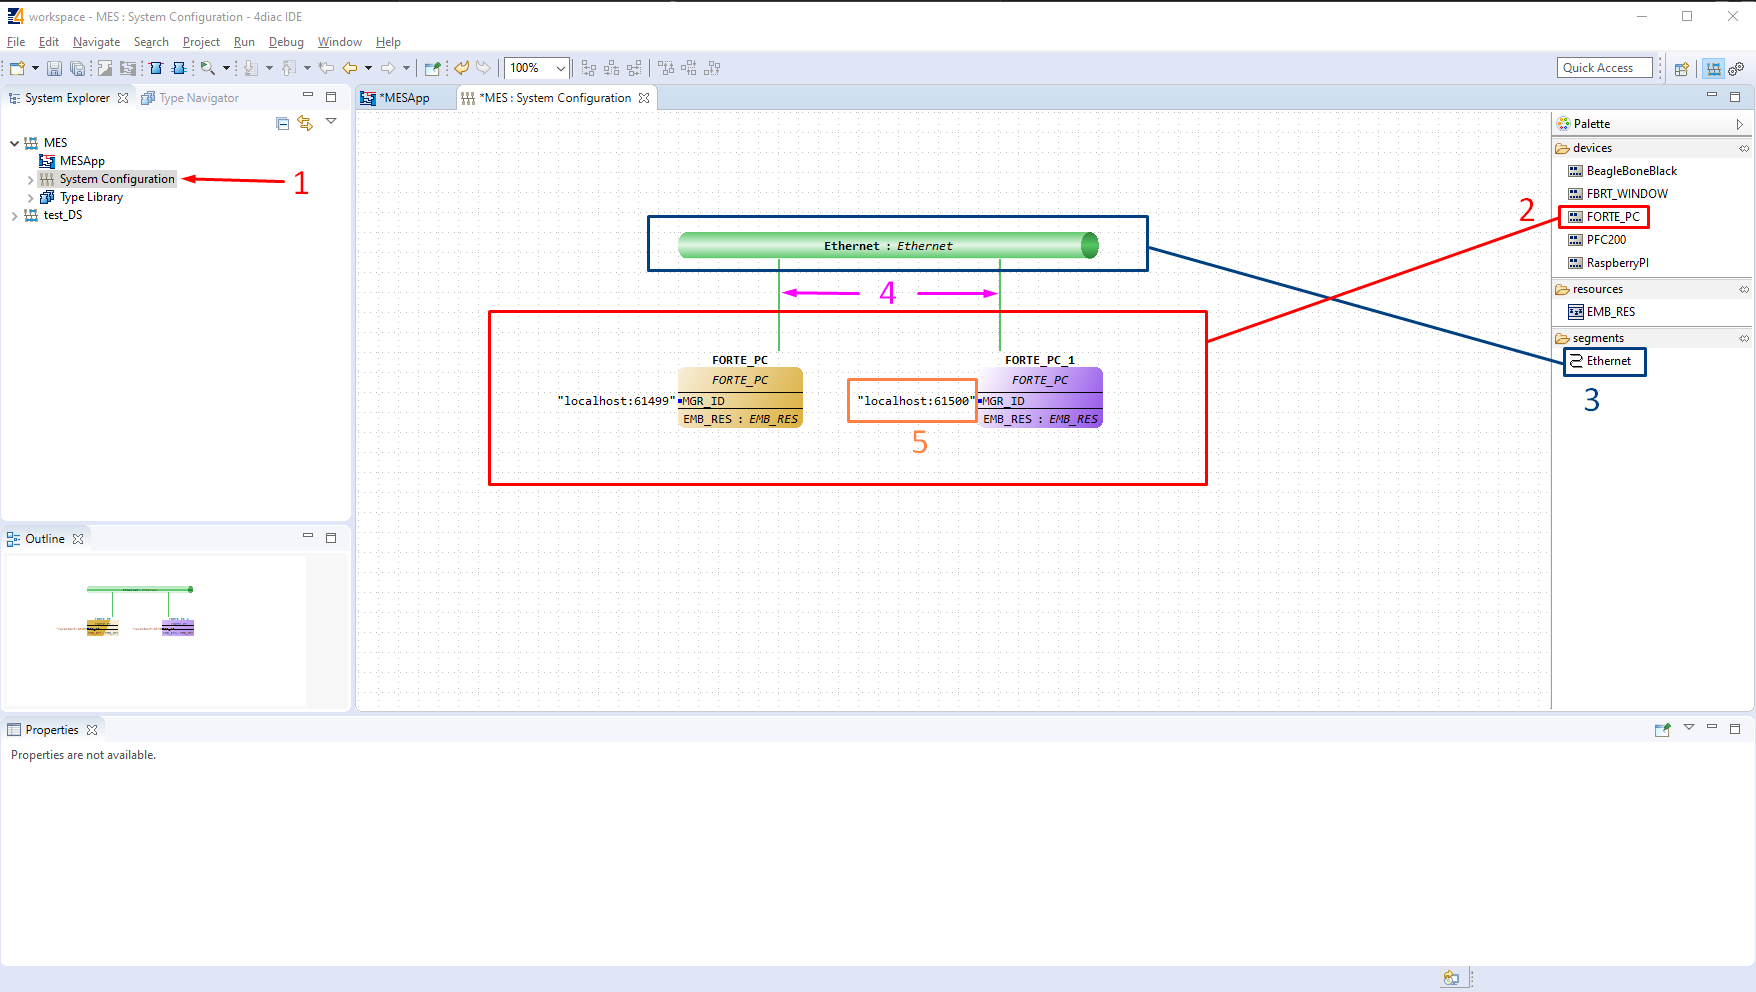 workspace - MES : System Configuration - 4diac IDE
File Edit Navigate Search Project Run Debug Window Help
100%
Quick Access
System Explorer
Type Navigator
*MESApp
*MES : System Configuration
MES
MESApp
System Configuration
Type Library
test_DS
1
Ethernet : Ethernet
4
FORTE_PC
FORTE_PC
"localhost:61499"
MGR_ID
EMB_RES : EMB_RES
FORTE_PC_1
FORTE_PC
"localhost:61500"
MGR_ID
EMB_RES : EMB_RES
5
2
Palette
devices
BeagleBoneBlack
FBRT_WINDOW
FORTE_PC
PFC200
RaspberryPI
resources
EMB_RES
segments
Ethernet
3
Outline
Properties
Properties are not available.